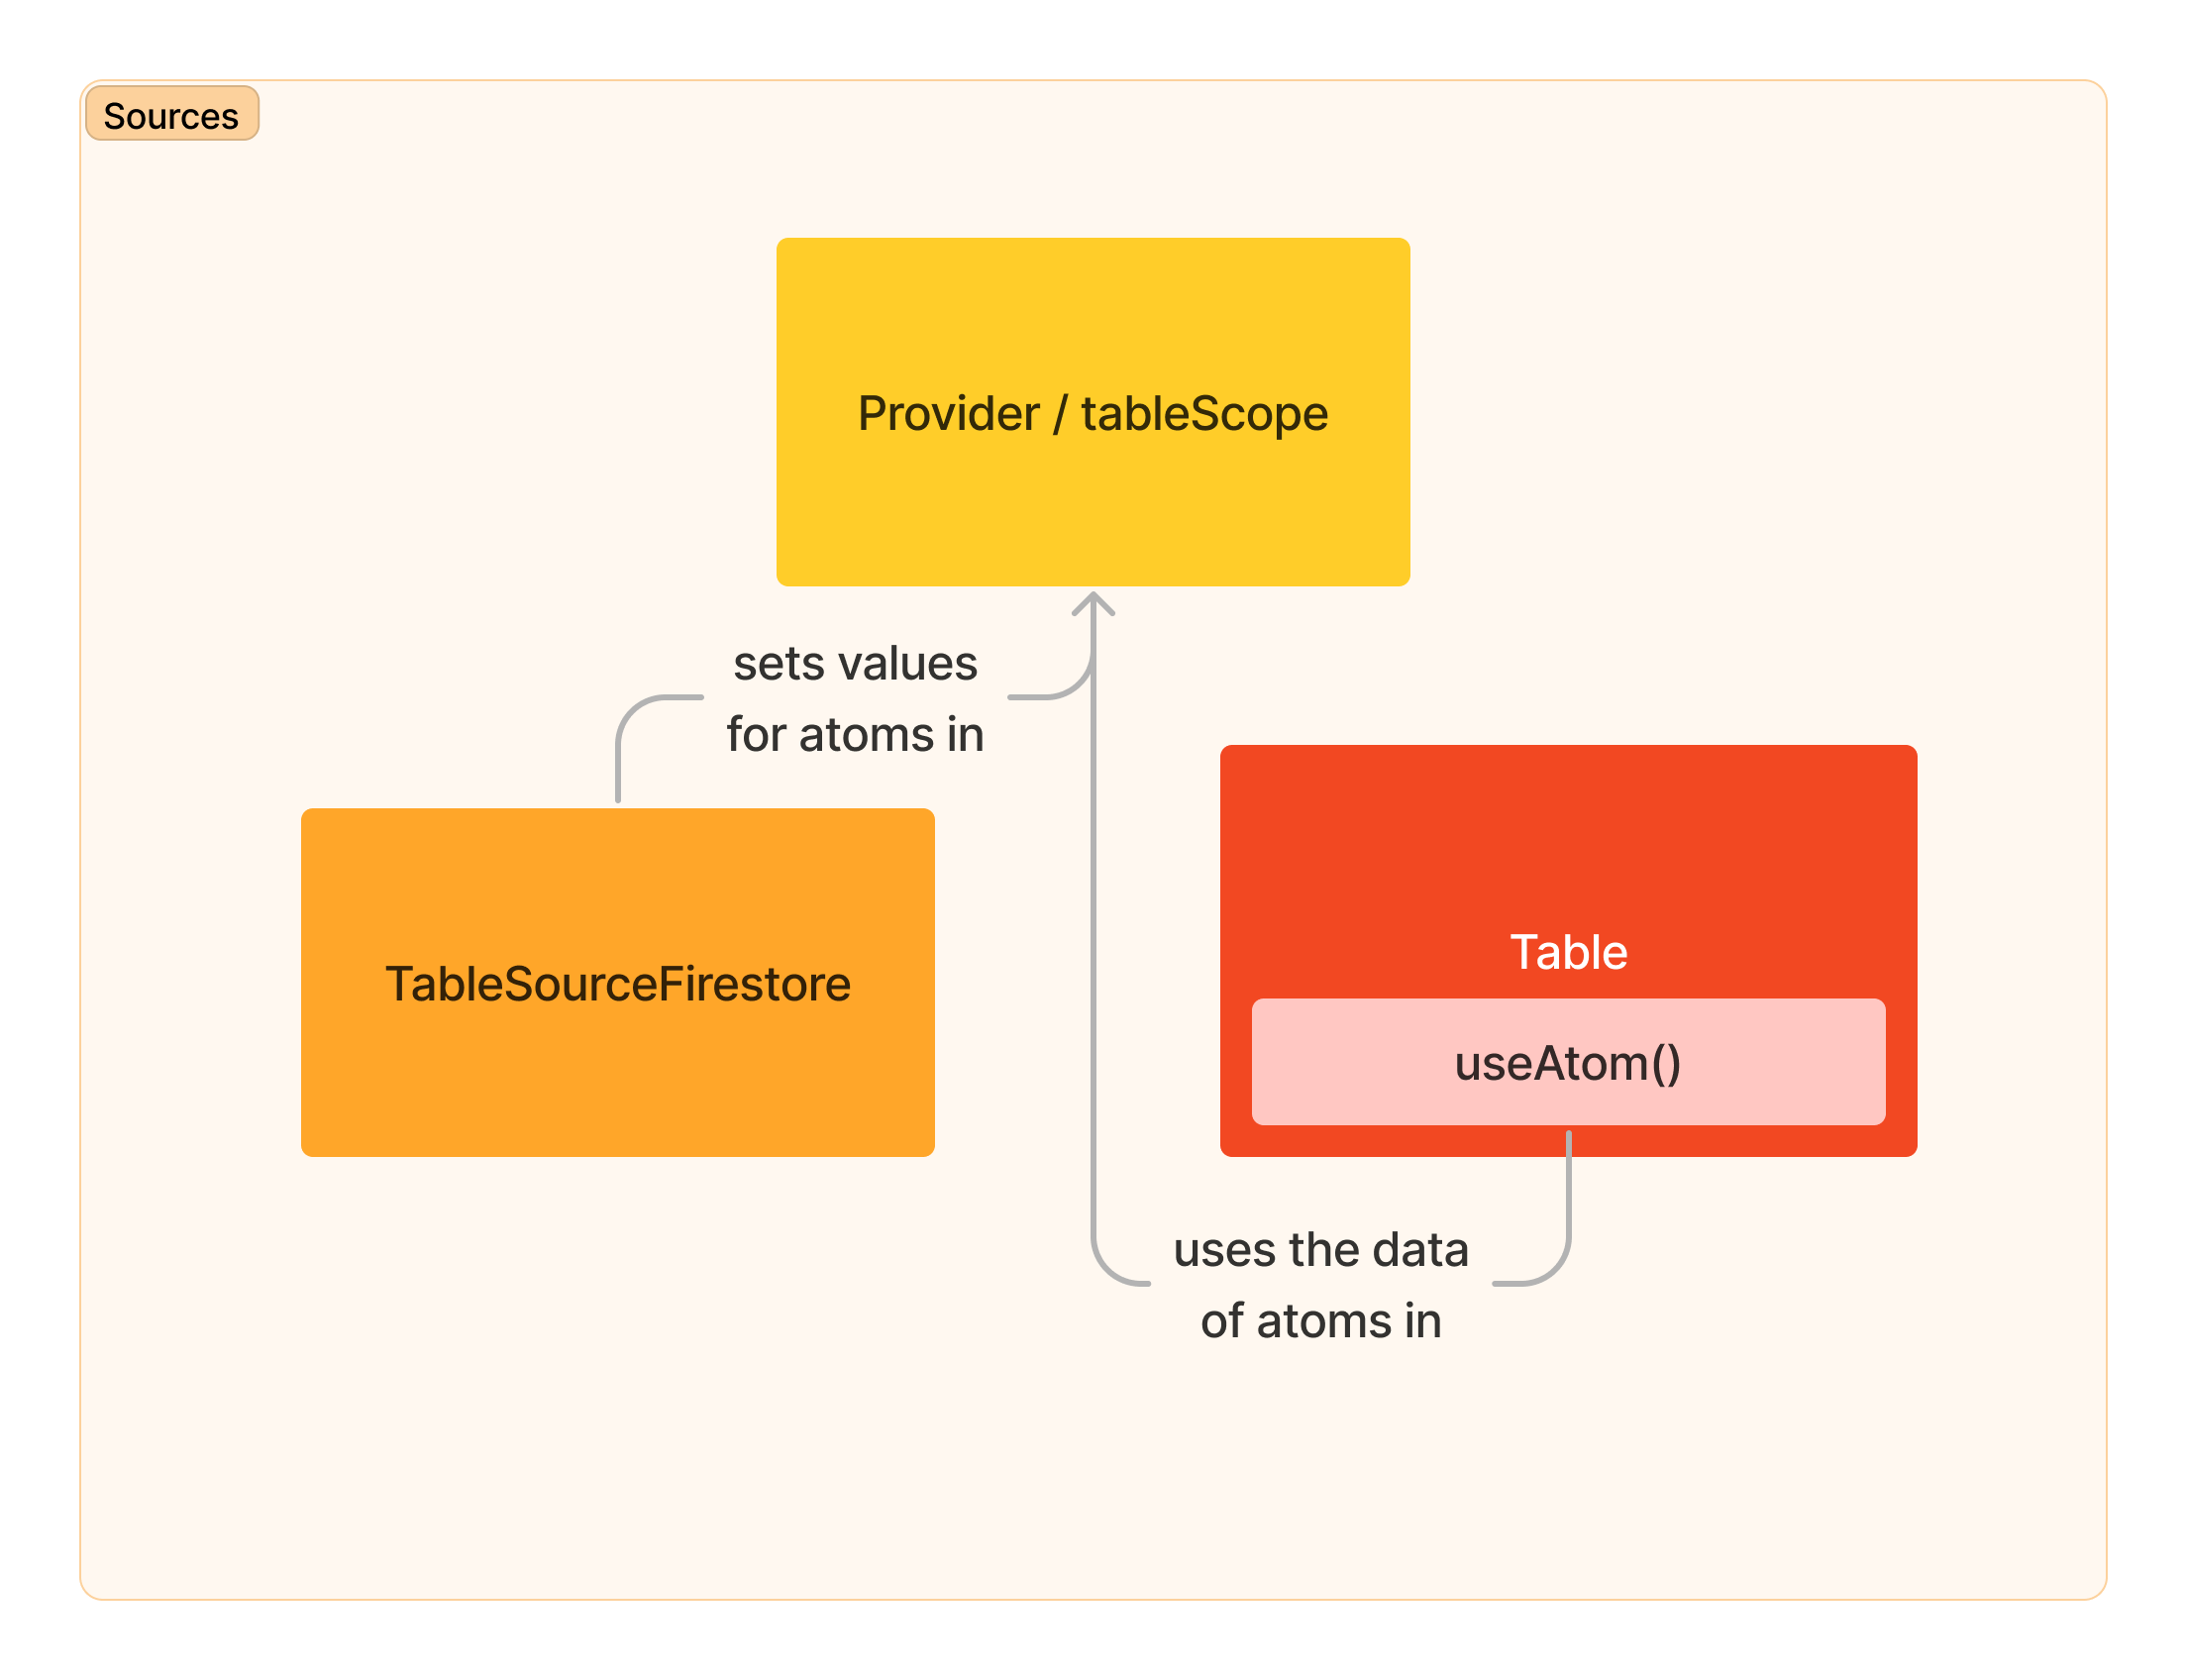 Sources
Provider / tableScope
sets values
for atoms in
TableSourceFirestore
Table
useAtom()
uses the data
of atoms in